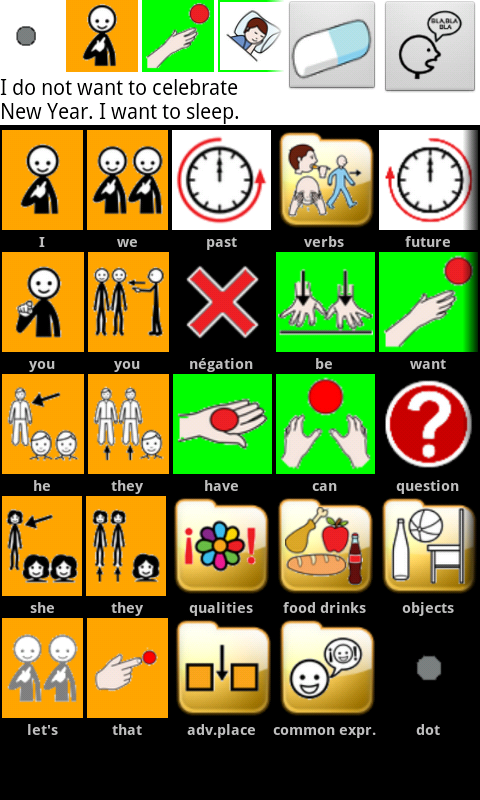 BLA,BLA
BLA
I do not want to celebrate
New Year. I want to sleep.
I we past verbs future
you you négation be want
he they have can question
she they qualities food drinks objects
let's that adv.place common expr. dot